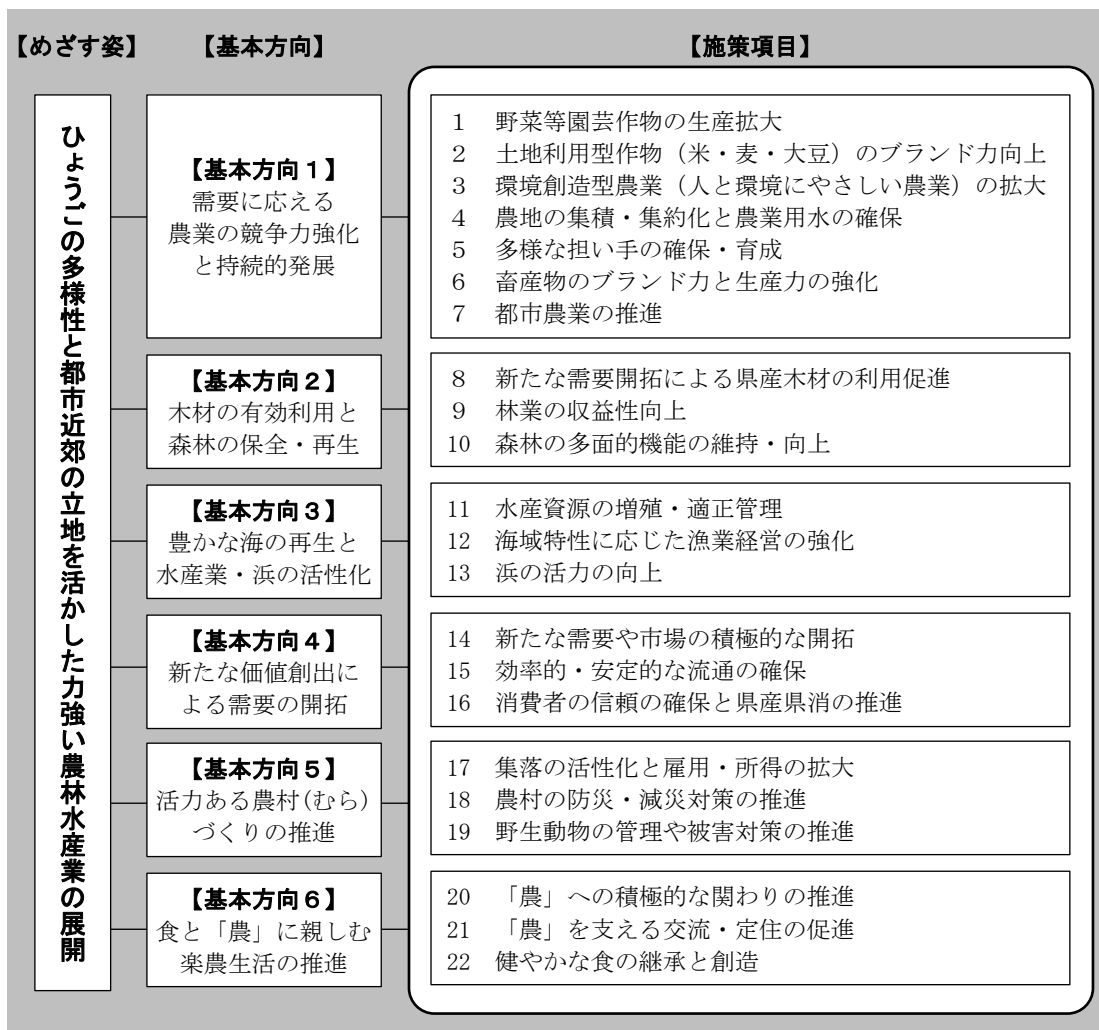 【めざす姿】
【基本方向】
【施策項目】
ひょうごの多様性と都市近郊の立地を活かした力強い農林水産業の展開
【基本方向1】
需要に応える
農業の競争力強化
と持続的発展
1 野菜等園芸作物の生産拡大
2 土地利用型作物(米・麦・大豆)のブランド力向上
3 環境創造型農業(人と環境にやさしい農業)の拡大
4 農地の集積・集約化と農業用水の確保
5 多様な担い手の確保・育成
6 畜産物のブランド力と生産力の強化
7 都市農業の推進
【基本方向2】
木材の有効利用と
森林の保全・再生
8 新たな需要開拓による県産木材の利用促進
9 林業の収益性向上
10 森林の多面的機能の維持・向上
【基本方向3】
豊かな海の再生と
水産業・浜の活性化
11 水産資源の増殖・適正管理
12 海域特性に応じた漁業経営の強化
13 浜の活力の向上
【基本方向4】
新たな価値創出に
よる需要の開拓
14 新たな需要や市場の積極的な開拓
15 効率的・安定的な流通の確保
16 消費者の信頼の確保と県産県消の推進
【基本方向5】
活力ある農村(むら)
づくりの推進
17 集落の活性化と雇用・所得の拡大
18 農村の防災・減災対策の推進
19 野生動物の管理や被害対策の推進
【基本方向6】
食と「農」に親しむ
楽農生活の推進
20 「農」への積極的な関わりの推進
21 「農」を支える交流・定住の促進
22 健やかな食の継承と創造